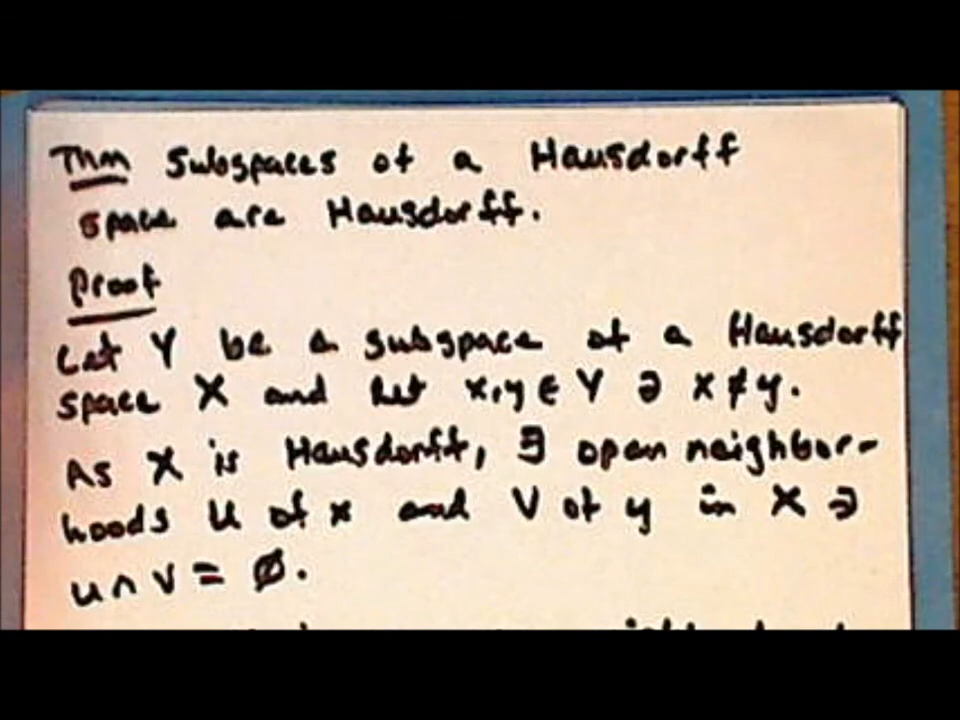 Thm Subspaces of a Hausdorff
space are Hausdorff.
Proof
Let Y be a subspace of a Hausdorff
space X and let x,y ∈ Y ∋ x ≠ y.
As X is Hausdorff, ∃ open neighbor-
hoods U of x and V of y in X ∋
U ∩ V = ∅.